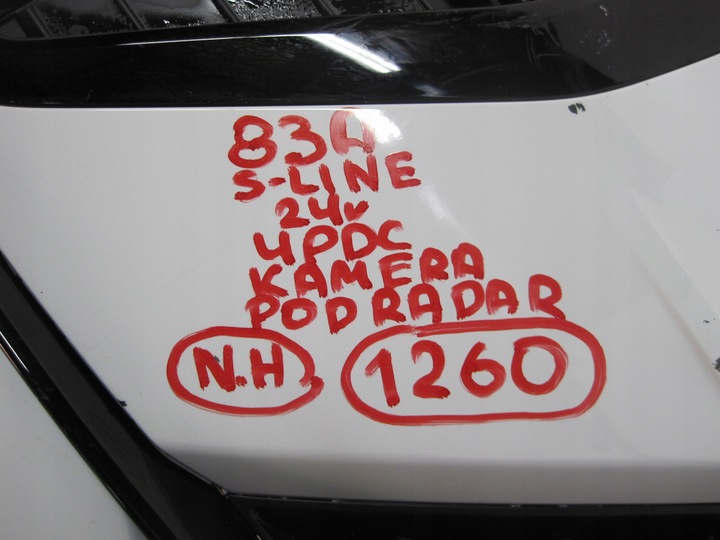 83A
S-LINE
24v
4PDC
KAMERA
POD RADAR
N.H 1260